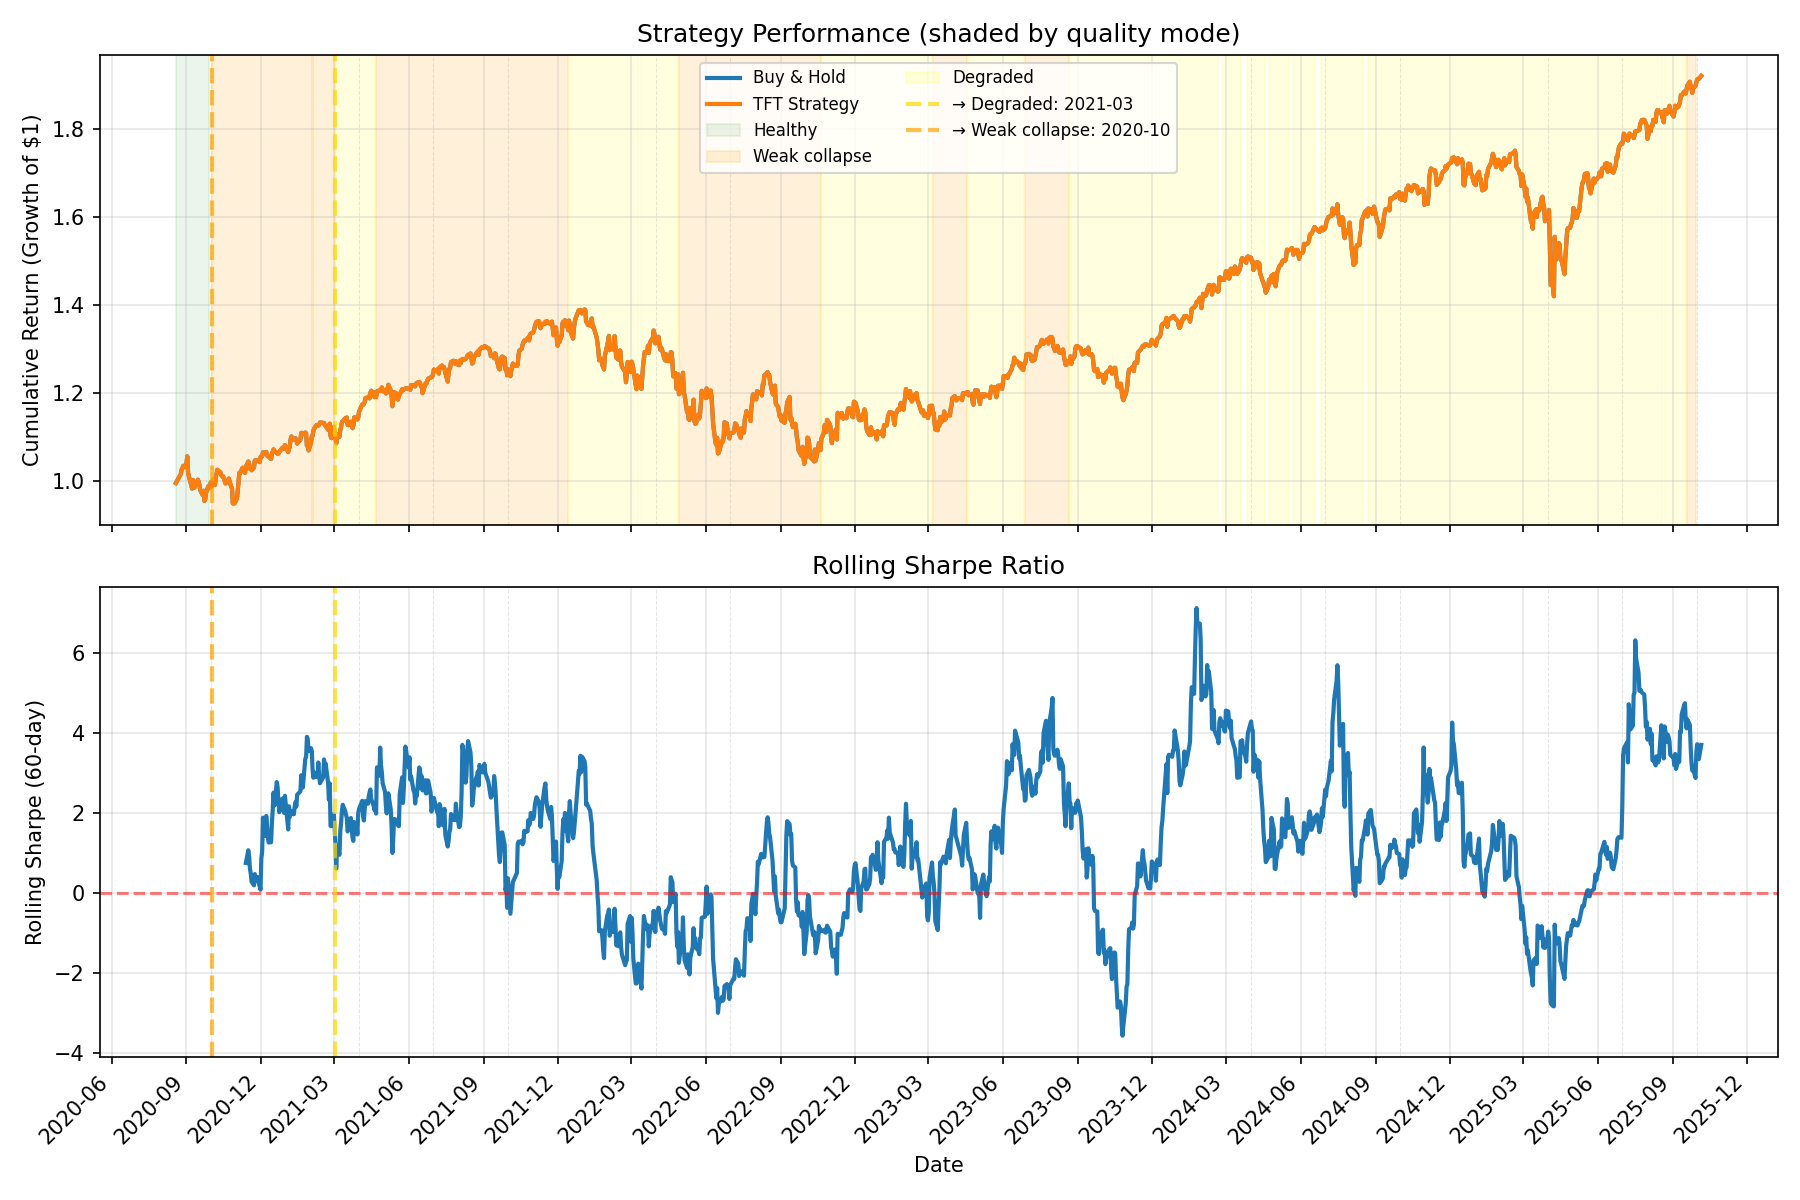 Strategy Performance (shaded by quality mode)
Cumulative Return (Growth of $1)
1.8
1.6
1.4
1.2
1.0
Buy & Hold
TFT Strategy
Healthy
Weak collapse
Degraded
→ Degraded: 2021-03
→ Weak collapse: 2020-10
Rolling Sharpe Ratio
Rolling Sharpe (60-day)
6
4
2
0
−2
−4
2020-06
2020-09
2020-12
2021-03
2021-06
2021-09
2021-12
2022-03
2022-06
2022-09
2022-12
2023-03
2023-06
2023-09
2023-12
2024-03
2024-06
2024-09
2024-12
2025-03
2025-06
2025-09
2025-12
Date